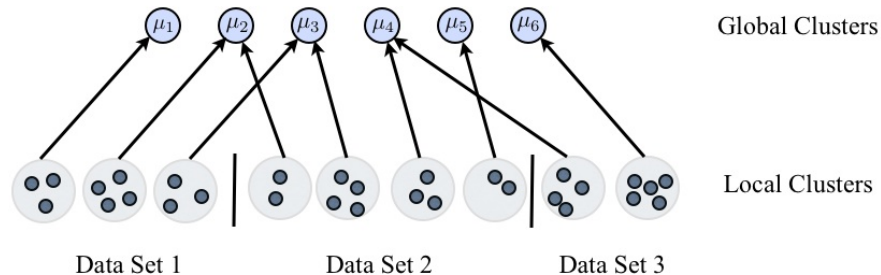 μ1 μ2 μ3 μ4 μ5 μ6 Global Clusters
Local Clusters
Data Set 1 Data Set 2 Data Set 3